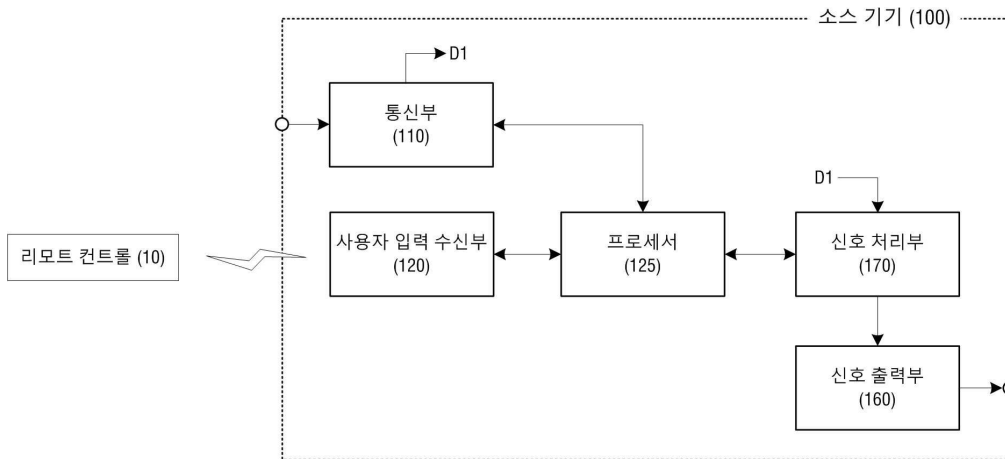 소스 기기 (100)
D1
통신부
(110)
D1
리모트 컨트롤 (10)
사용자 입력 수신부
(120)
프로세서
(125)
신호 처리부
(170)
신호 출력부
(160)